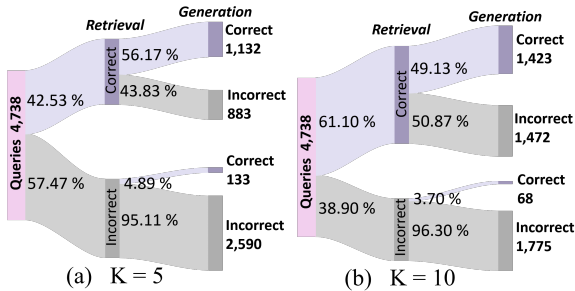 Retrieval
Generation
Queries 4,738
42.53 %
57.47 %
Correct
56.17 %
43.83 %
Correct
1,132
Incorrect
883
Incorrect
4.89 %
95.11 %
Correct
133
Incorrect
2,590
(a) K = 5
Retrieval
Generation
Queries 4,738
61.10 %
38.90 %
Correct
49.13 %
50.87 %
Correct
1,423
Incorrect
1,472
Incorrect
3.70 %
96.30 %
Correct
68
Incorrect
1,775
(b) K = 10